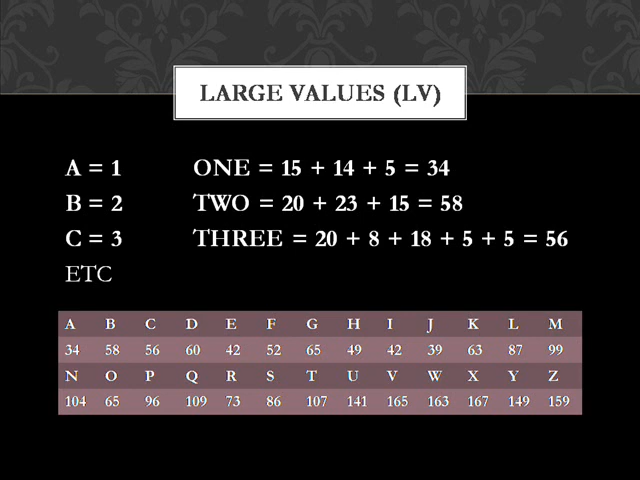 LARGE VALUES (LV)
A = 1 ONE = 15 + 14 + 5 = 34
B = 2 TWO = 20 + 23 + 15 = 58
C = 3 THREE = 20 + 8 + 18 + 5 + 5 = 56
ETC
A B C D E F G H I J K L M
34 58 56 60 42 52 65 49 42 39 63 87 99
N O P Q R S T U V W X Y Z
104 65 96 109 73 86 107 141 165 163 167 149 159